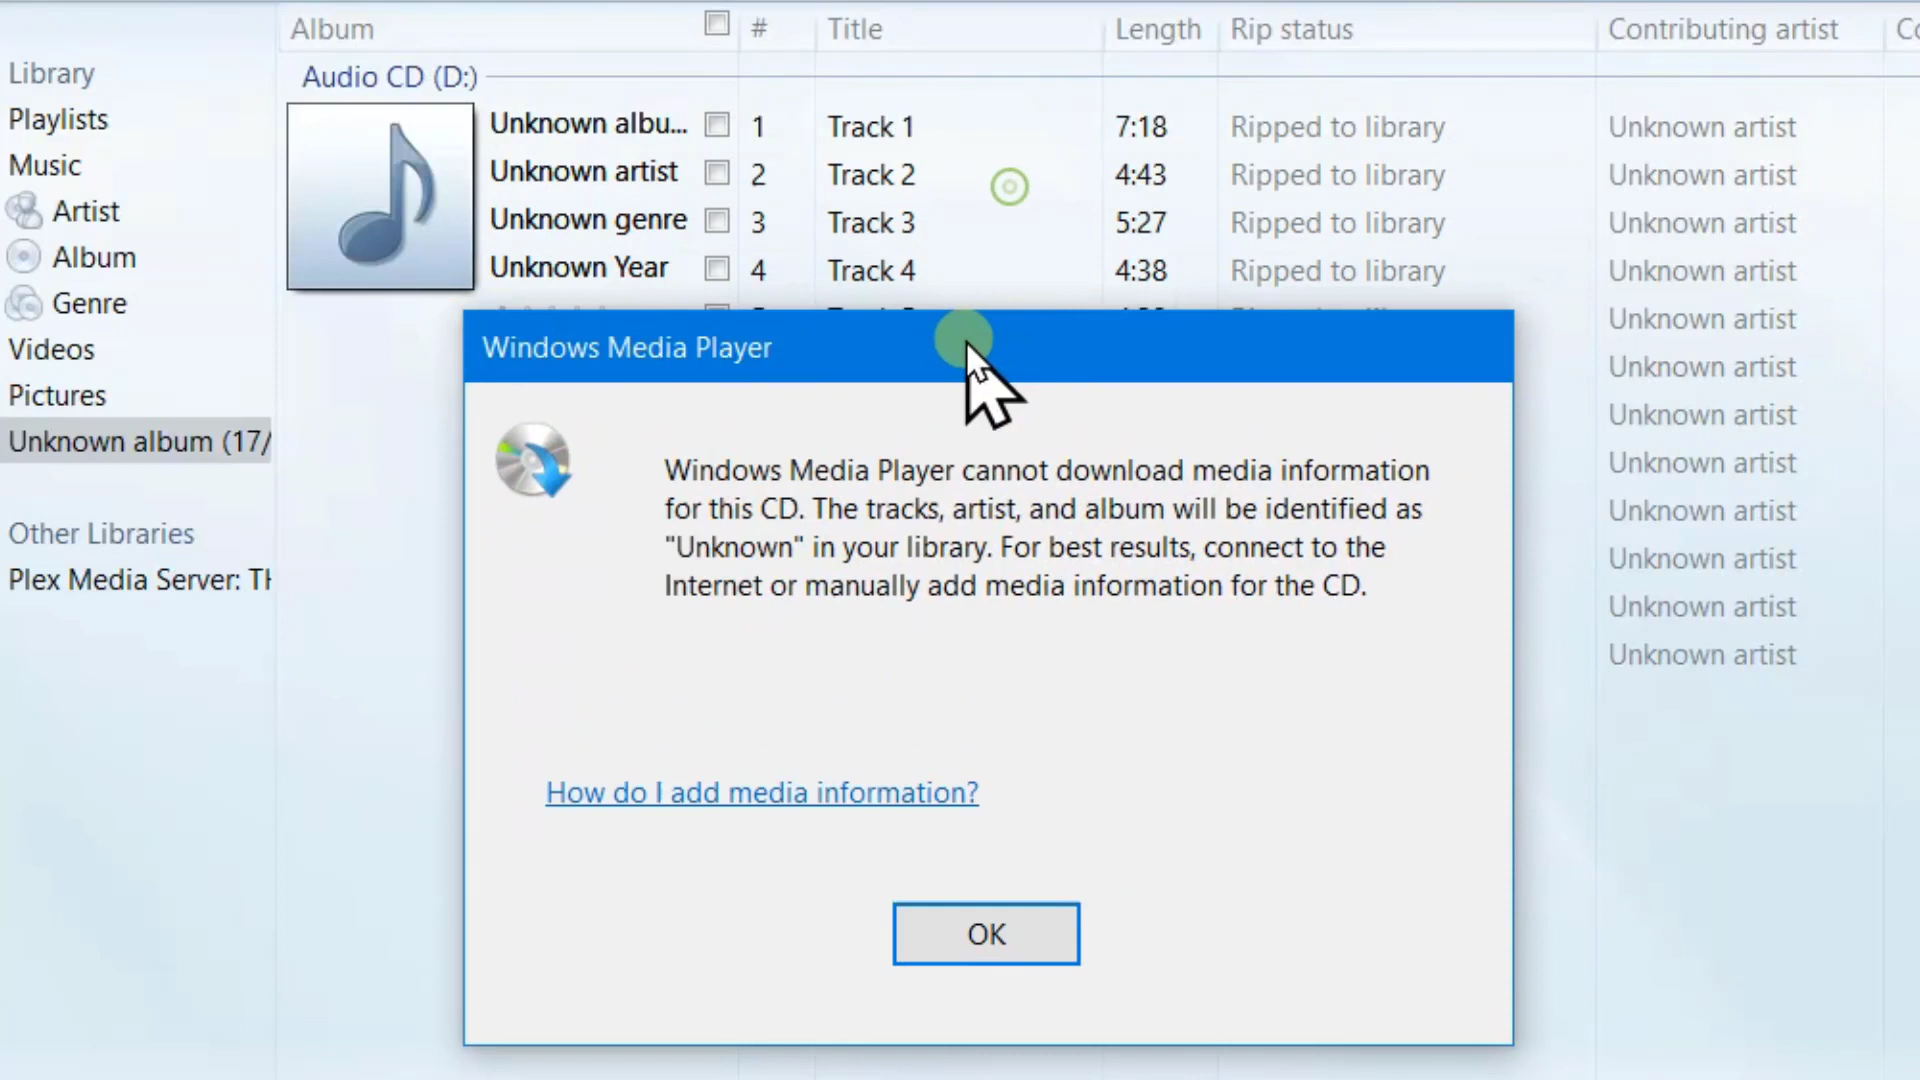 Album # Title Length Rip status Contributing artist Co
Library
Playlists
Music
Artist
Album
Genre
Videos
Pictures
Unknown album (17/
Other Libraries
Plex Media Server: TH
Audio CD (D:)
Unknown albu... 1 Track 1 7:18 Ripped to library Unknown artist
Unknown artist 2 Track 2 4:43 Ripped to library Unknown artist
Unknown genre 3 Track 3 5:27 Ripped to library Unknown artist
Unknown Year 4 Track 4 4:38 Ripped to library Unknown artist
Unknown artist
Unknown artist
Unknown artist
Unknown artist
Unknown artist
Unknown artist
Unknown artist
Unknown artist
Windows Media Player
Windows Media Player cannot download media information
for this CD. The tracks, artist, and album will be identified as
"Unknown" in your library. For best results, connect to the
Internet or manually add media information for the CD.
How do I add media information?
OK